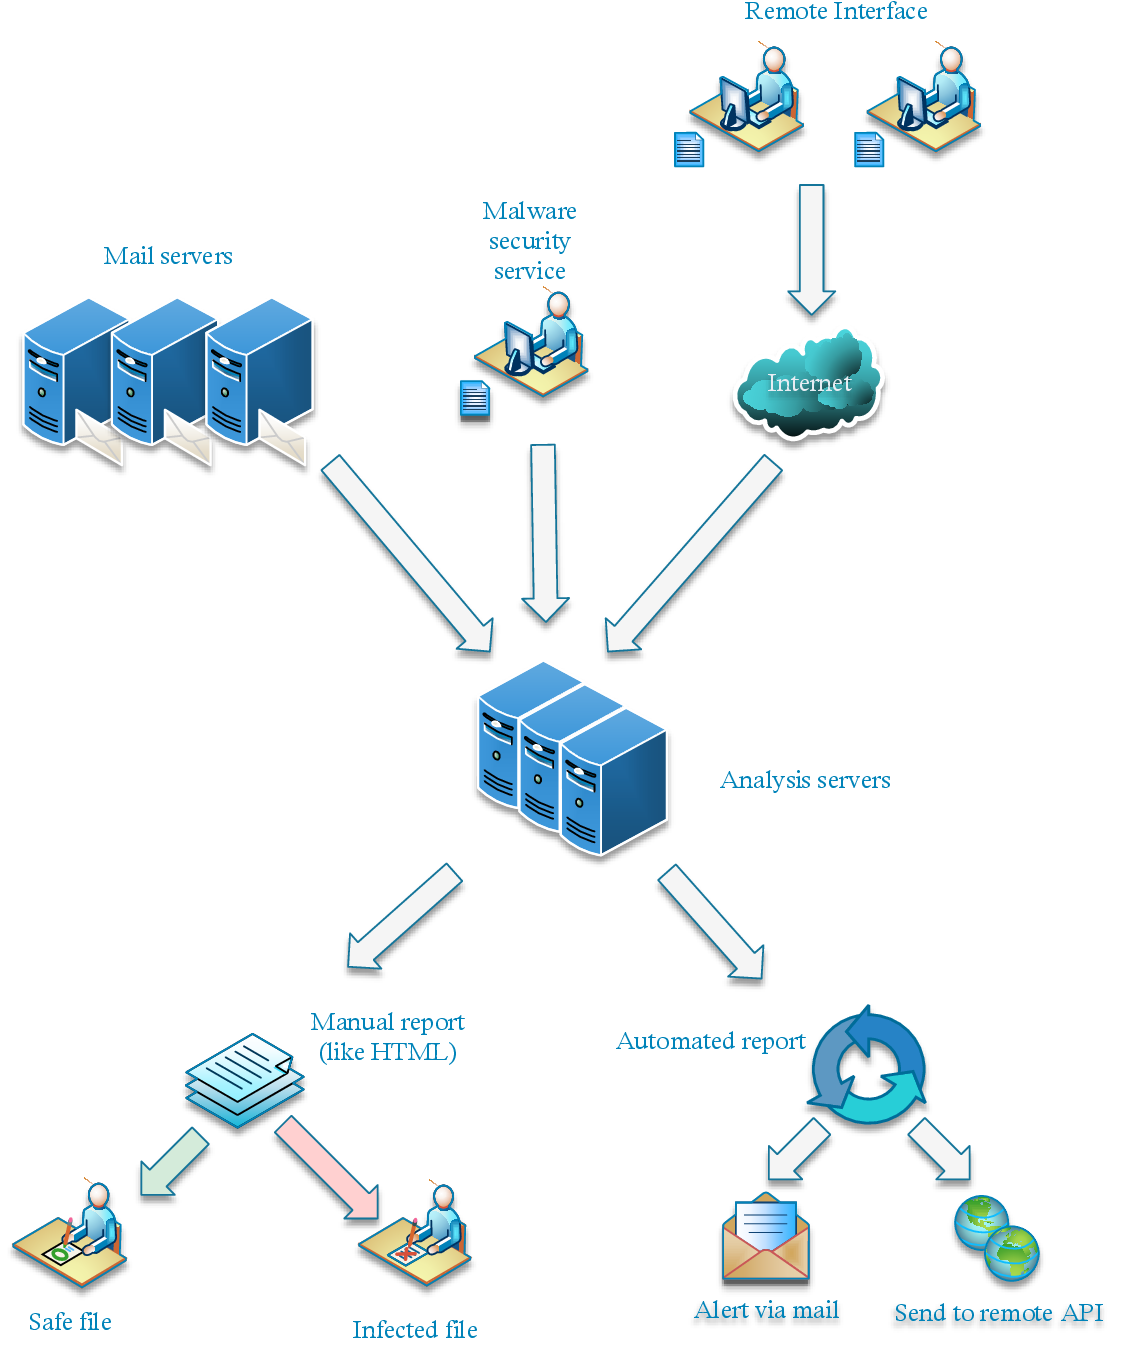 Remote Interface
Malware
security
service
Mail servers
Internet
Analysis servers
Manual report
(like HTML)
Automated report
Safe file
Infected file
Alert via mail
Send to remote API